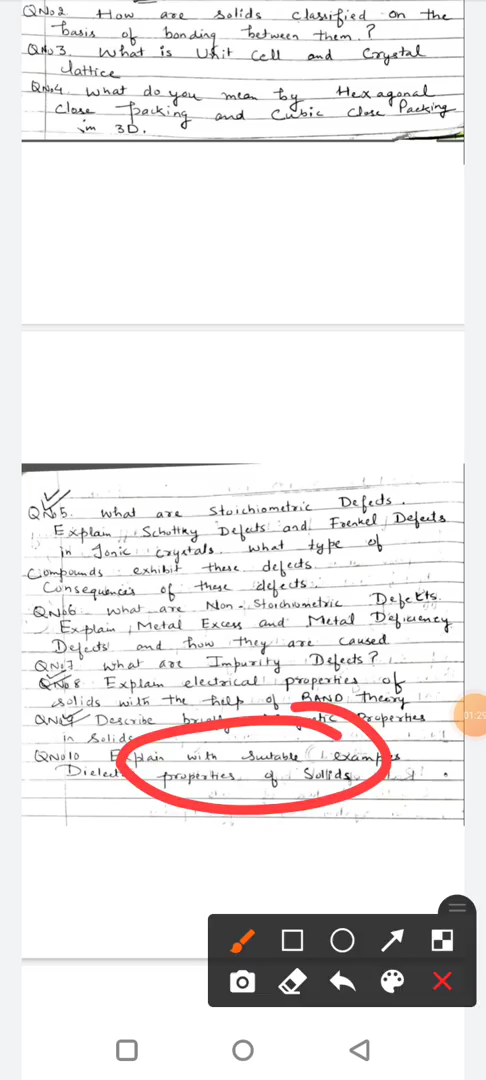 QNo2 How are solids classified on the
basis of bonding between them.?
QNo3. What is Unit Cell and Crystal
lattice
QNo4. What do you mean by Hexagonal
close packing and Cubic Close Packing
in 3D.
QNo5. What are Stoichiometric Defects.
Explain Schottky Defects and Frenkel Defects
in Ionic crystals. What type of
Compounds exhibit these defects.
Consequences of these defects.
QNo6 What are Non-Stoichiometric Defects.
Explain Metal Excess and Metal Deficiency
Defects and how they are caused
QNo7 What are Impurity Defects?
QNo8 Explain electrical properties of
solids with the help of BAND theory
QNo9 Describe Properties
in solids
01:29
QNo10 Explain with suitable examples
properties of Solids.